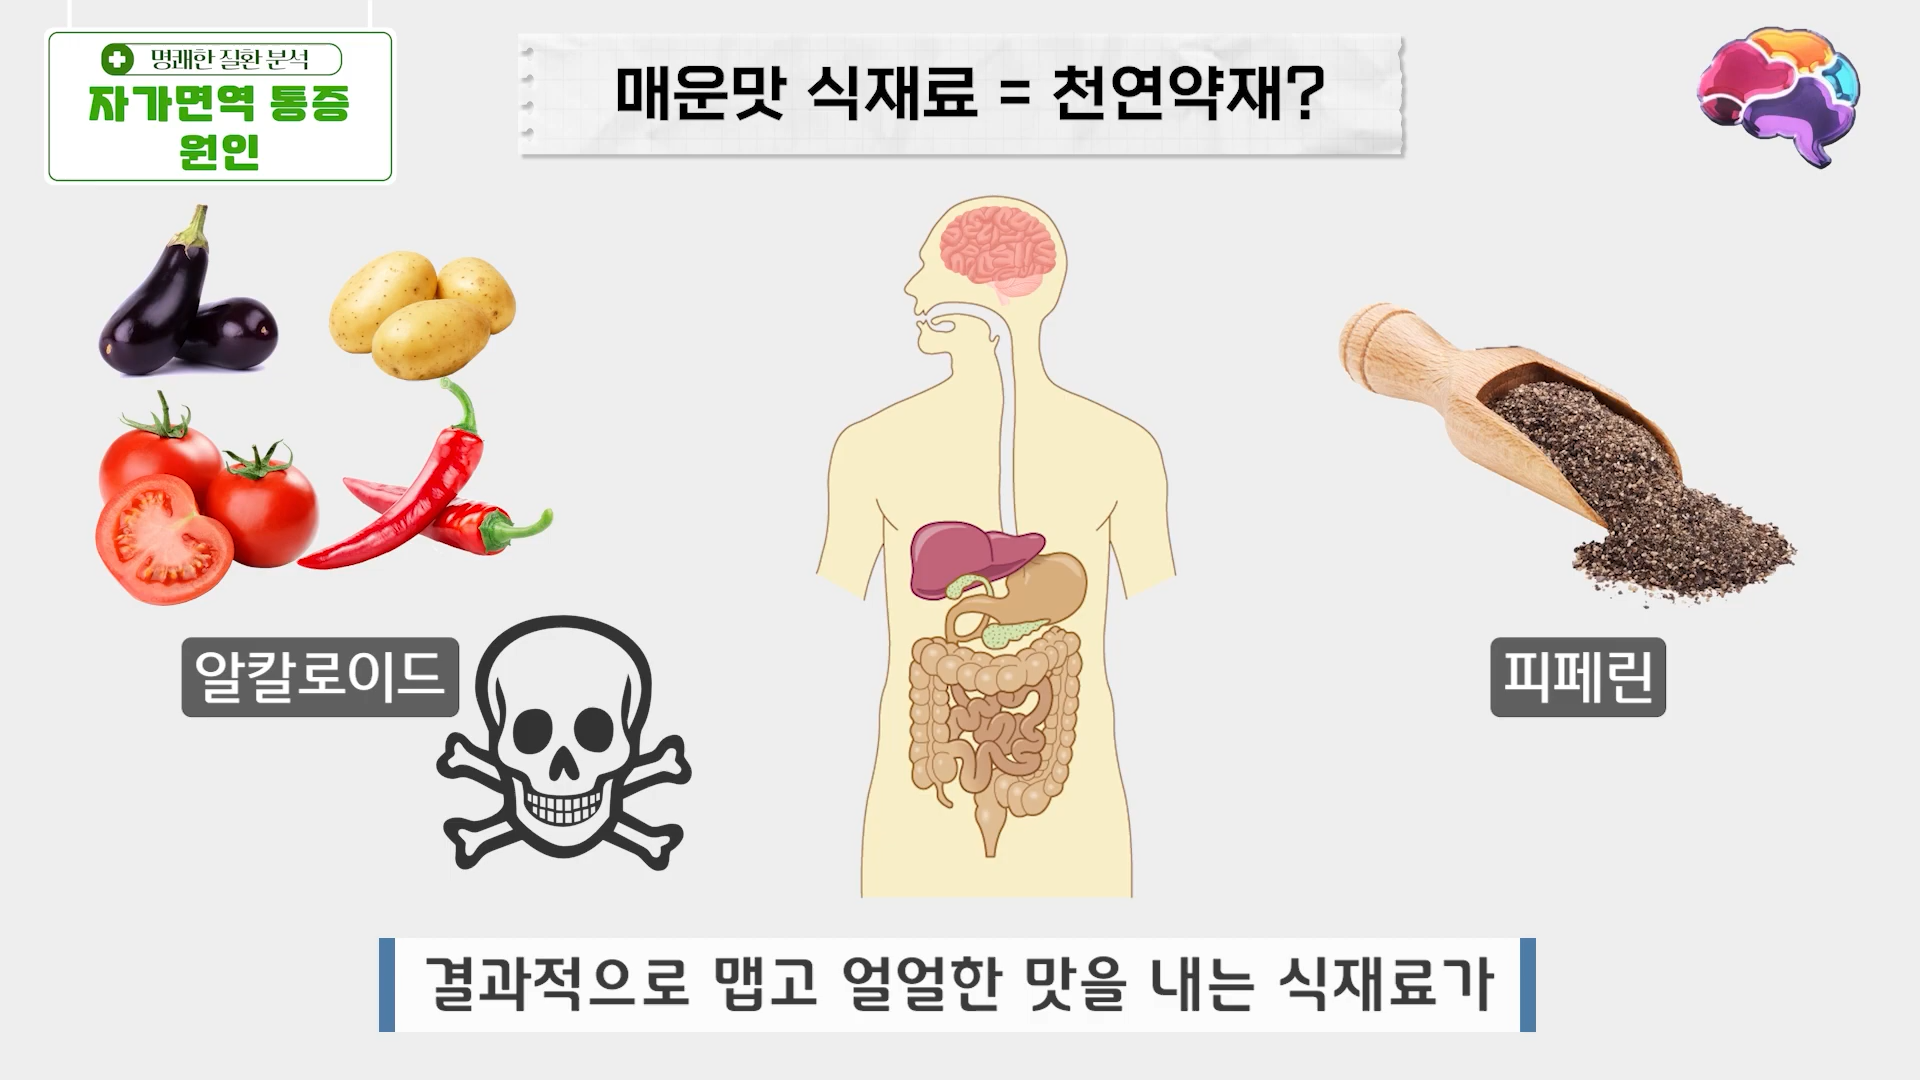 명쾌한 질환 분석
자가면역 통증
원인
매운맛 식재료 = 천연약재?
알칼로이드
피페린
결과적으로 맵고 얼얼한 맛을 내는 식재료가